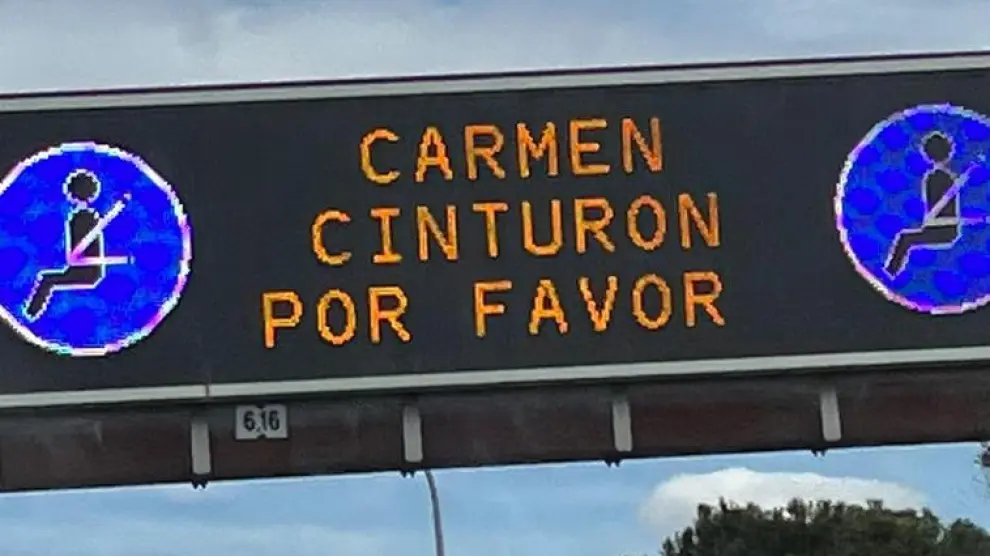 CARMEN
CINTURON
POR FAVOR
6,16